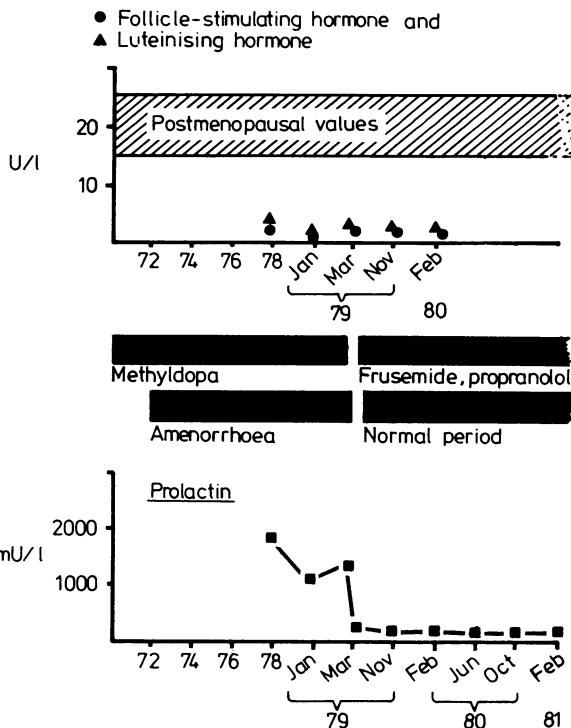 ● Follicle-stimulating hormone and
▲ Luteinising hormone
20
Postmenopausal values
U/l
10
72 74 76 78 Jan Mar Nov Feb
79 80
Methyldopa Frusemide, propranolol
Amenorrhoea Normal period
Prolactin
2000
mU/l
1000
72 74 76 78 Jan Mar Nov Feb Jun Oct Feb
79 80 81